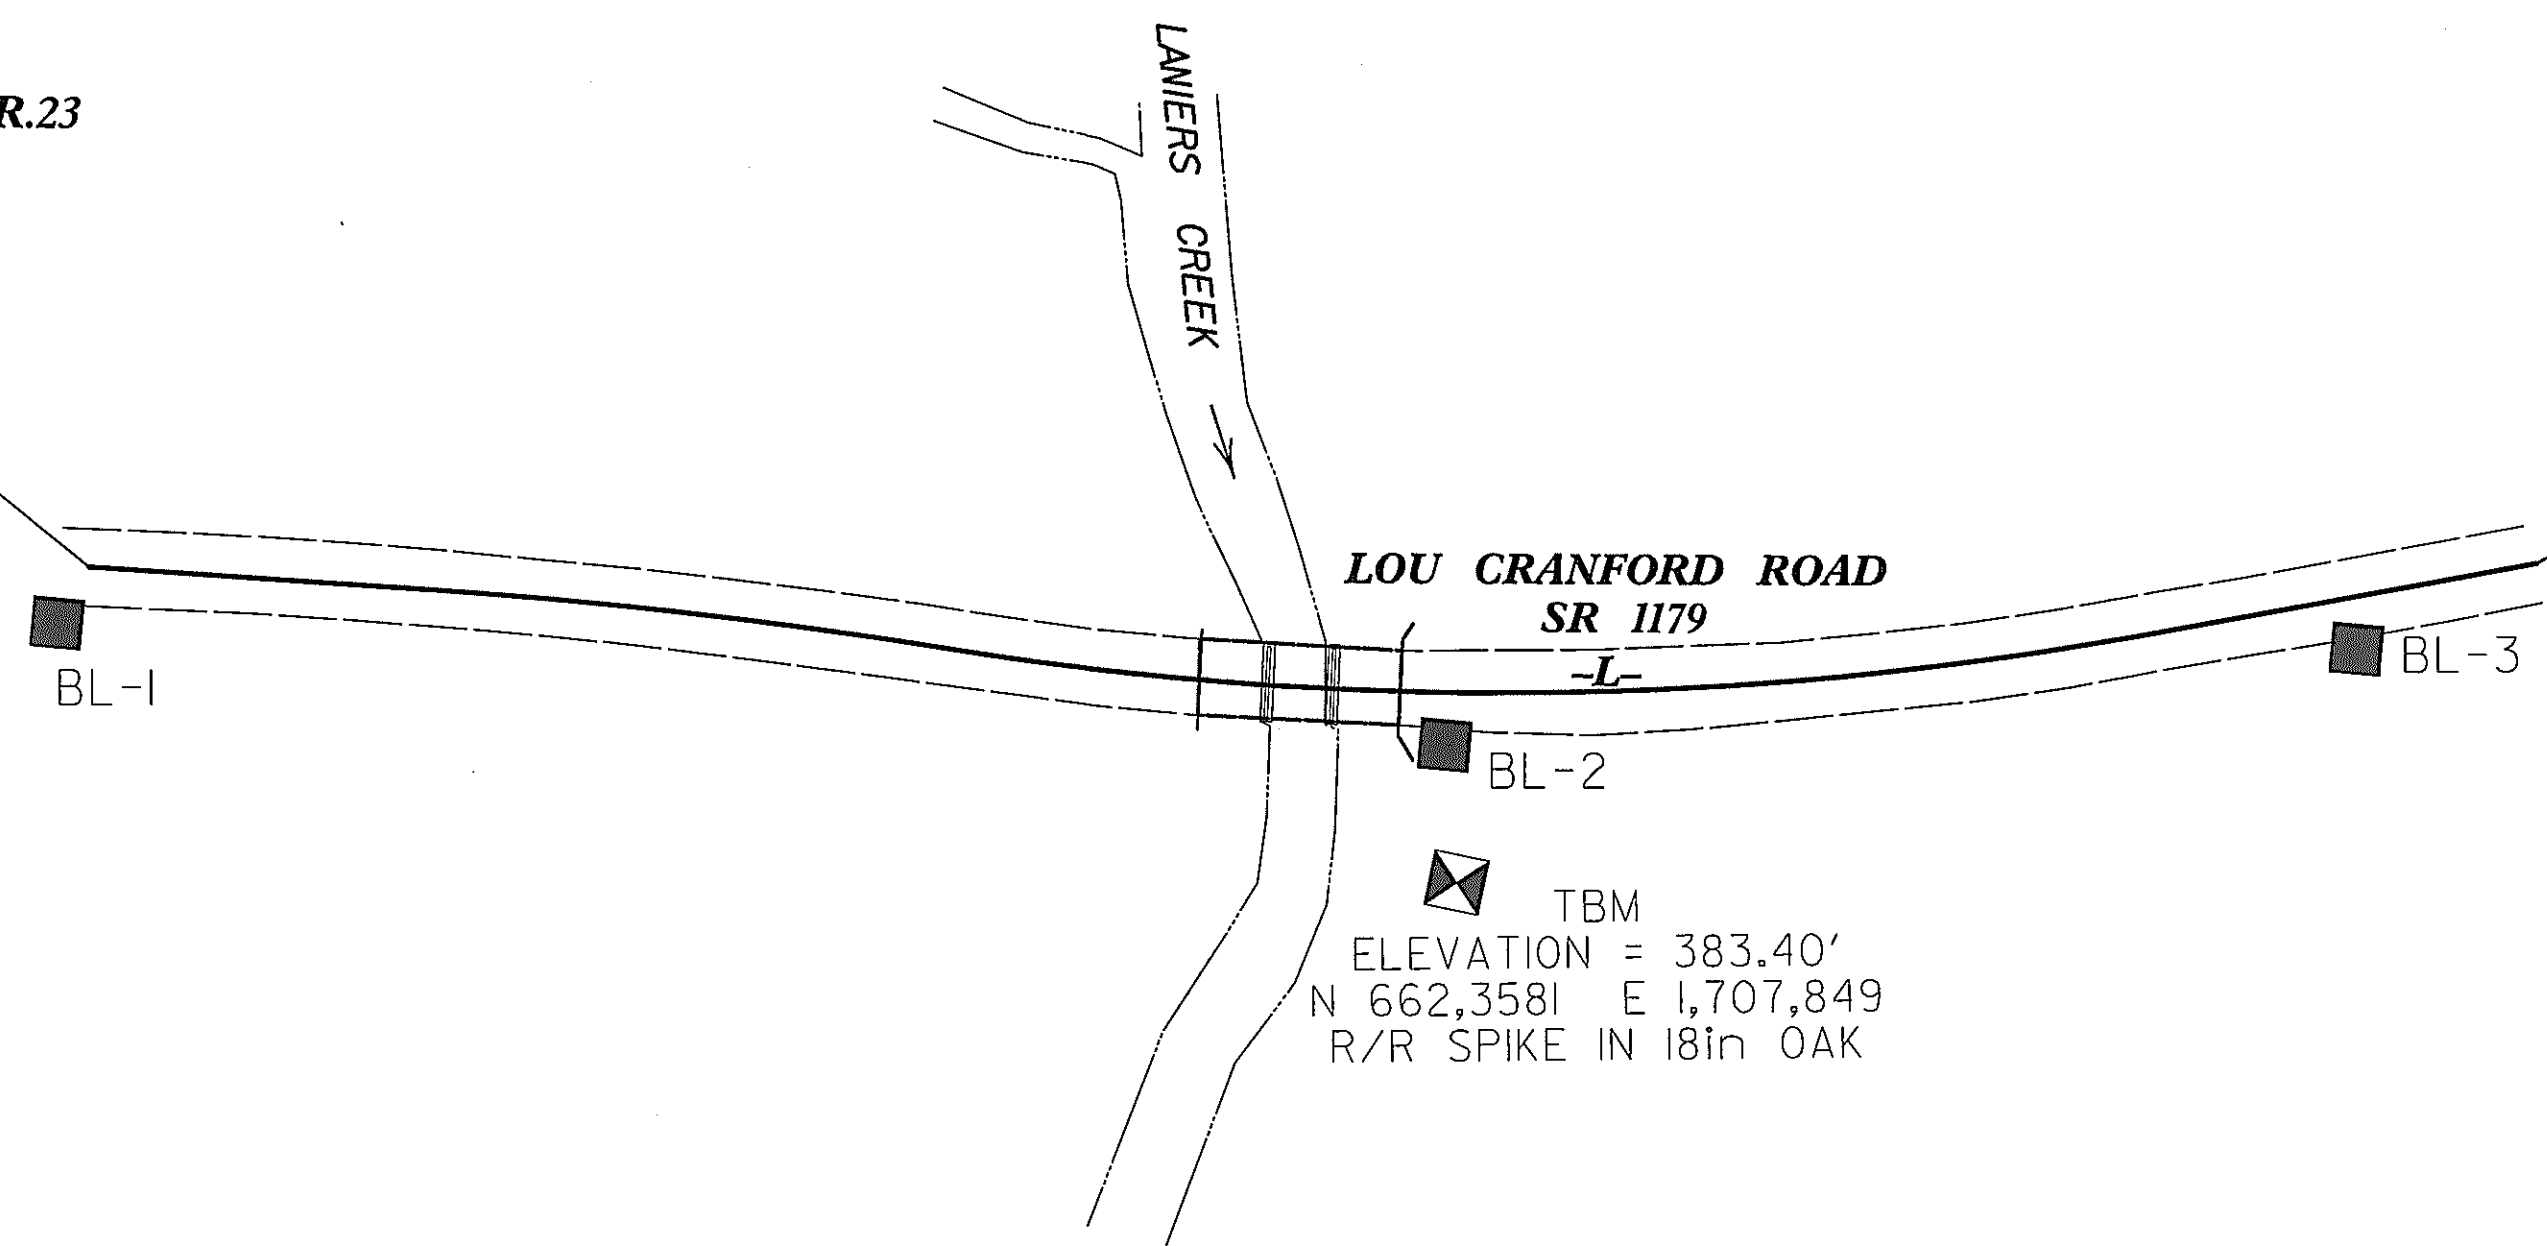 R.23
LANIERS CREEK
LOU CRANFORD ROAD
SR 1179
-L-
BL-1
BL-2
BL-3
TBM
ELEVATION = 383.40'
N 662,3581 E 1,707,849
R/R SPIKE IN 18in OAK